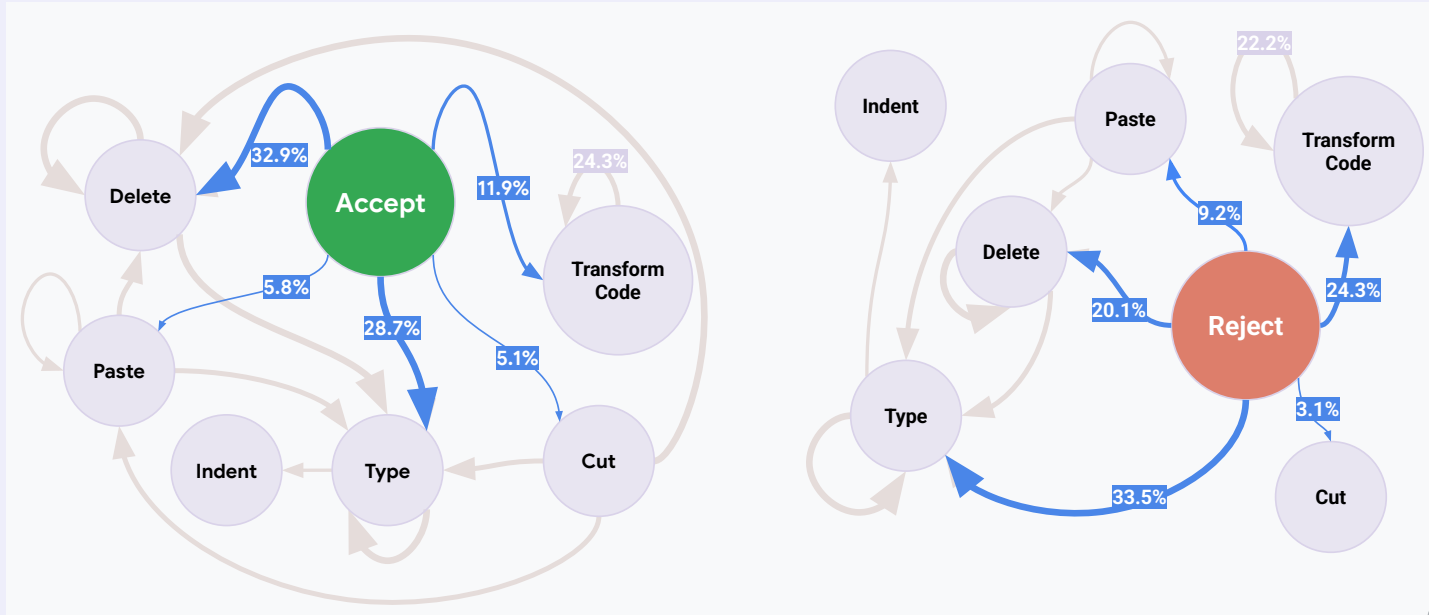 32.9%
Accept
11.9%
24.3%
Delete
Transform
Code
5.8%
28.7%
5.1%
Paste
Indent
Type
Cut
22.2%
Indent
Paste
Transform
Code
9.2%
Delete
20.1%
24.3%
Reject
Type
3.1%
33.5%
Cut